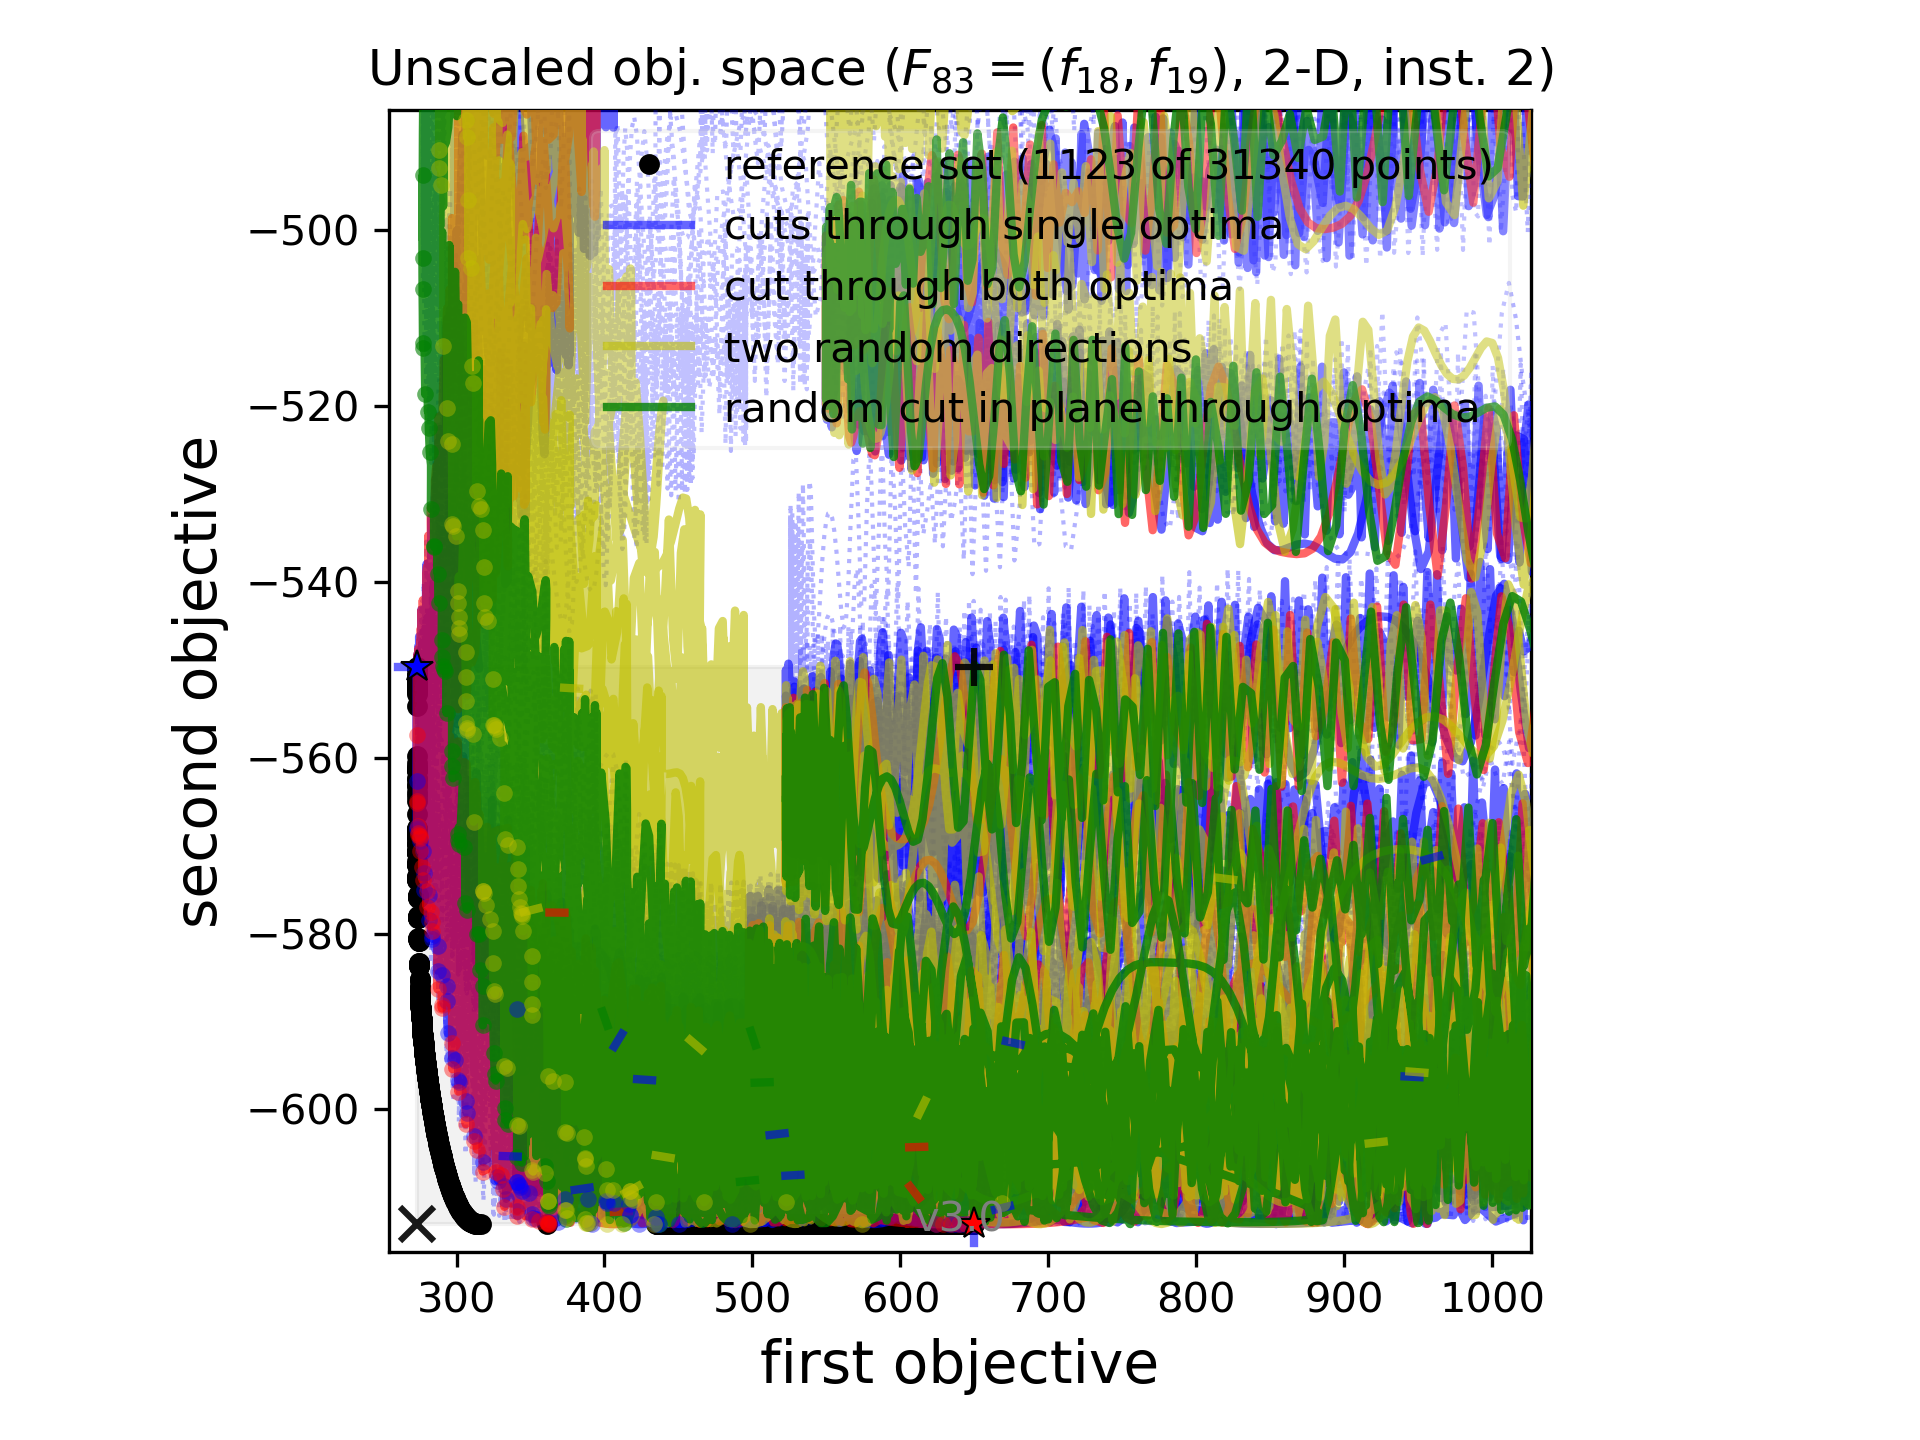 Unscaled obj. space (F₈₃ = (f₁₈, f₁₉), 2-D, inst. 2)
reference set (1123 of 31340 points)
cuts through single optima
cut through both optima
two random directions
random cut in plane through optima
−500
−520
−540
−560
−580
−600
second objective
v3.0
300 400 500 600 700 800 900 1000
first objective